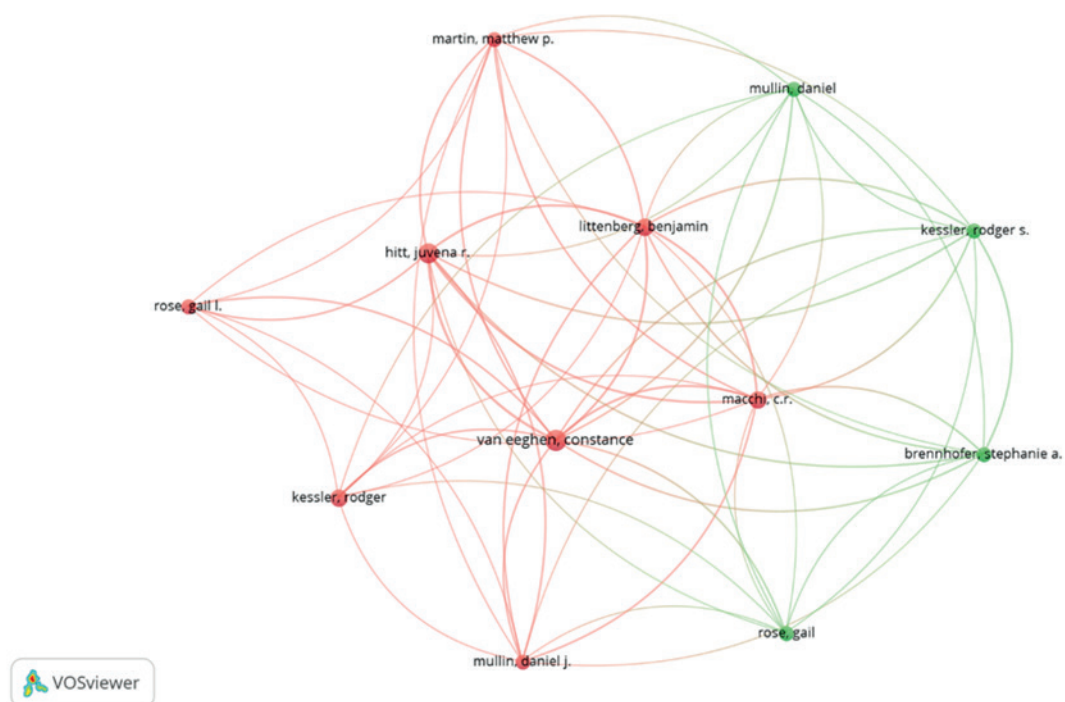 martin, matthew p.
mullin, daniel
littenberg, benjamin
kessler, rodger s.
hitt, juvena r.
rose, gail l.
macchi, c.r.
van eeghen, constance
brennhofer, stephanie a.
kessler, rodger
rose, gail
mullin, daniel j.
VOSviewer